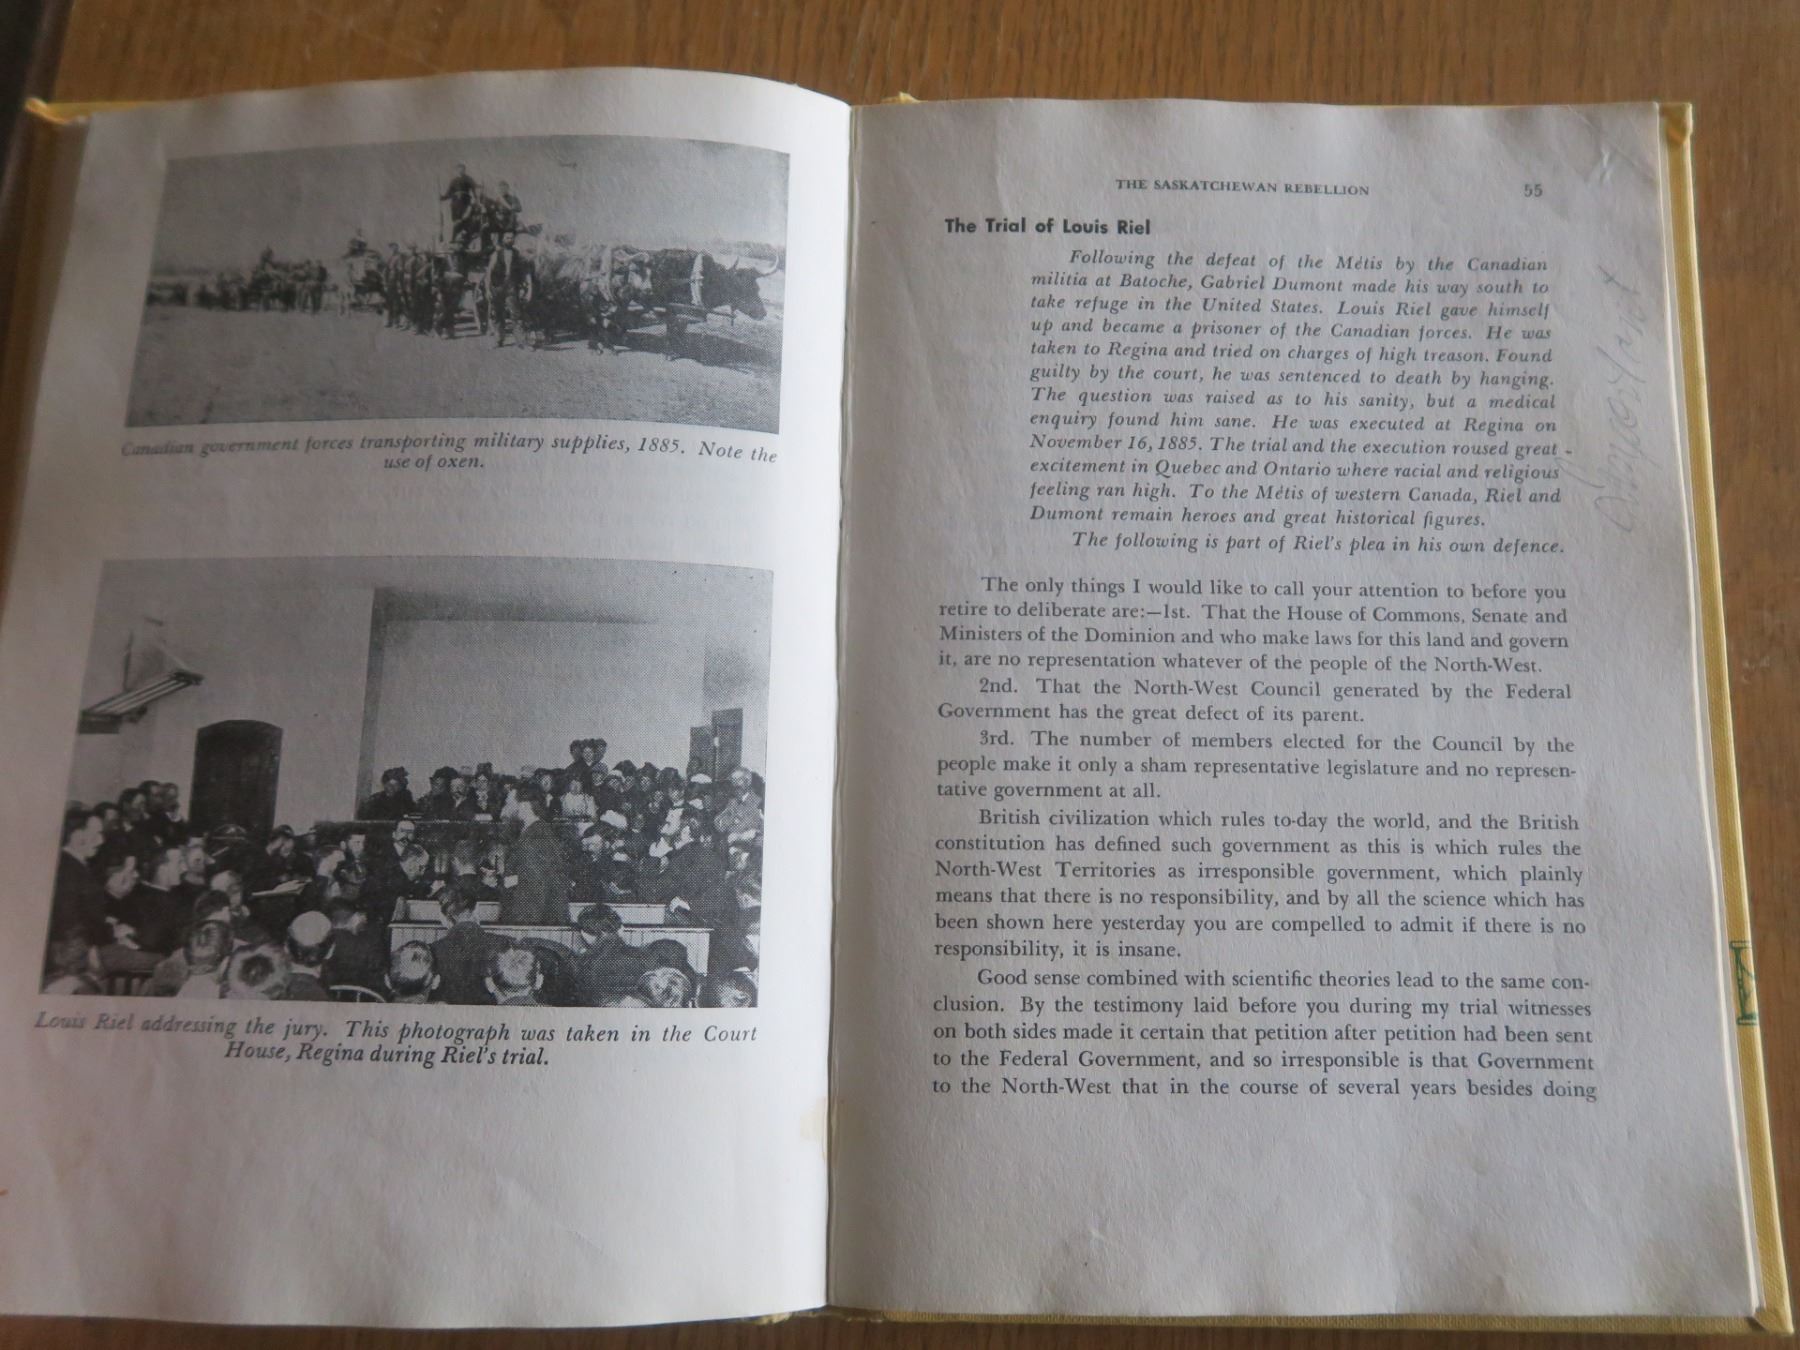 Canadian government forces transporting military supplies, 1885. Note the
use of oxen.
Louis Riel addressing the jury. This photograph was taken in the Court
House, Regina during Riel's trial.
THE SASKATCHEWAN REBELLION 55
The Trial of Louis Riel
Following the defeat of the Métis by the Canadian
militia at Batoche, Gabriel Dumont made his way south to
take refuge in the United States. Louis Riel gave himself
up and became a prisoner of the Canadian forces. He was
taken to Regina and tried on charges of high treason. Found
guilty by the court, he was sentenced to death by hanging.
The question was raised as to his sanity, but a medical
enquiry found him sane. He was executed at Regina on
November 16, 1885. The trial and the execution roused great
excitement in Quebec and Ontario where racial and religious
feeling ran high. To the Métis of western Canada, Riel and
Dumont remain heroes and great historical figures.
The following is part of Riel's plea in his own defence.
The only things I would like to call your attention to before you
retire to deliberate are:—1st. That the House of Commons, Senate and
Ministers of the Dominion and who make laws for this land and govern
it, are no representation whatever of the people of the North-West.
2nd. That the North-West Council generated by the Federal
Government has the great defect of its parent.
3rd. The number of members elected for the Council by the
people make it only a sham representative legislature and no represen-
tative government at all.
British civilization which rules to-day the world, and the British
constitution has defined such government as this is which rules the
North-West Territories as irresponsible government, which plainly
means that there is no responsibility, and by all the science which has
been shown here yesterday you are compelled to admit if there is no
responsibility, it is insane.
Good sense combined with scientific theories lead to the same con-
clusion. By the testimony laid before you during my trial witnesses
on both sides made it certain that petition after petition had been sent
to the Federal Government, and so irresponsible is that Government
to the North-West that in the course of several years besides doing
Important